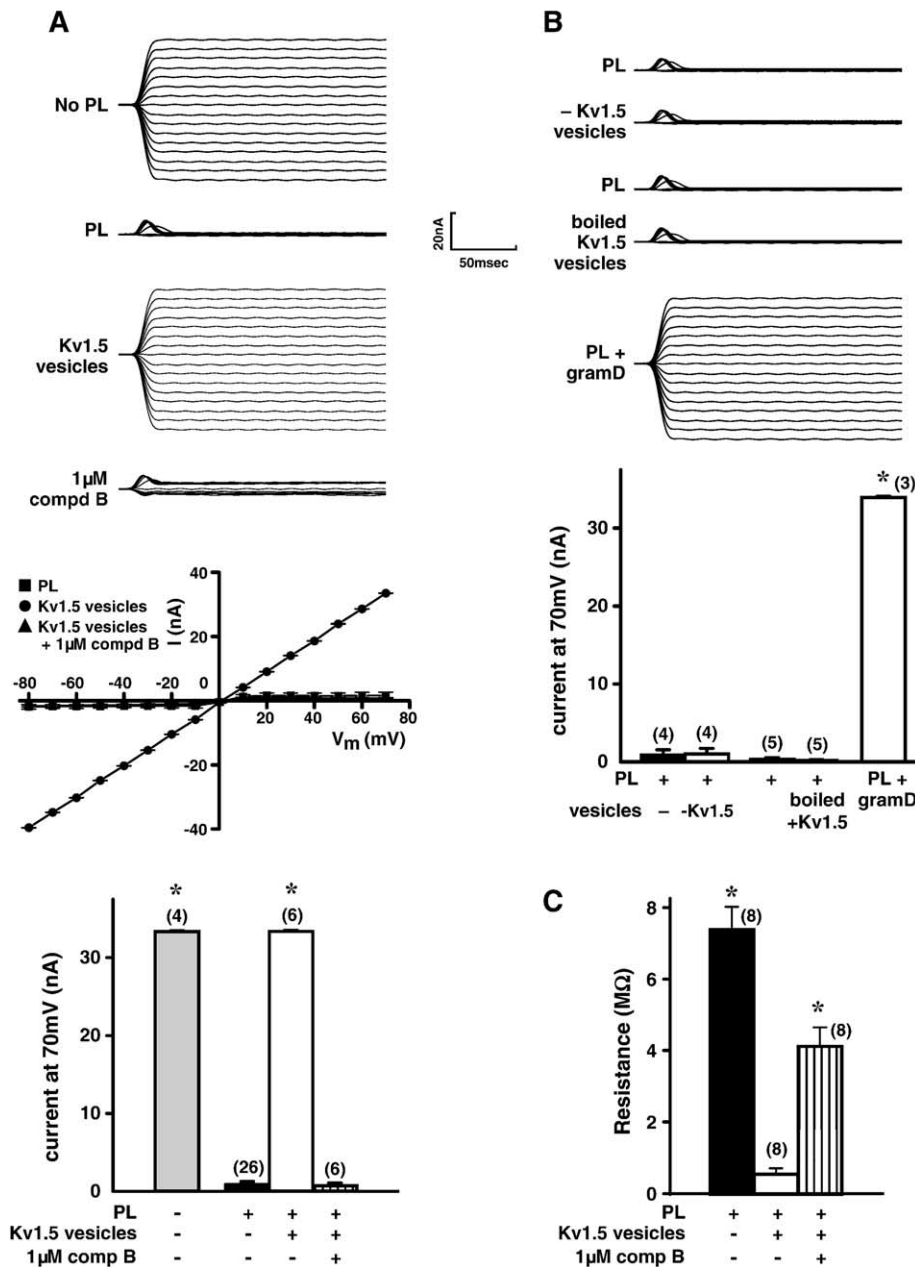 A
No PL
PL
Kv1.5
vesicles
1µM
compd B
20nA
50msec
PL
Kv1.5 vesicles
Kv1.5 vesicles
+ 1µM compd B
I (nA)
40
20
0
-20
-40
-80 -60 -40 -20
20 40 60 80
Vm (mV)
current at 70mV (nA)
30
20
10
0
* (4)
(26)
* (6)
(6)
PL - + + +
Kv1.5 vesicles - - + +
1µM comp B - - - +
B
PL
– Kv1.5
vesicles
PL
boiled
Kv1.5
vesicles
PL +
gramD
current at 70mV (nA)
30
20
10
0
(4) (4)
(5) (5)
* (3)
PL + + + + PL +
gramD
vesicles – -Kv1.5 boiled
+Kv1.5
C
Resistance (MΩ)
8
6
4
2
0
* (8)
(8)
* (8)
PL + + +
Kv1.5 vesicles - + +
1µM comp B - - +